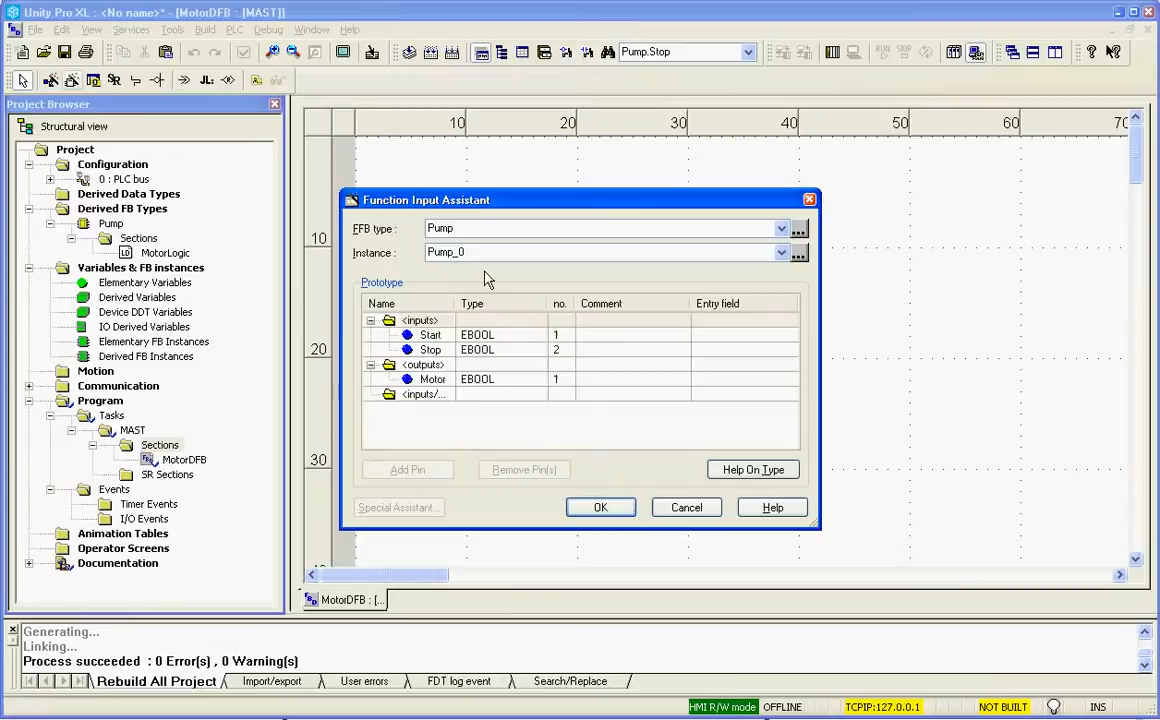 Unity Pro XL : <No name>* - [MotorDFB : [MAST]]
File Edit View Services Tools Build PLC Debug Window Help
Pump.Stop
Project Browser
Structural view
Project
Configuration
0 : PLC bus
Derived Data Types
Derived FB Types
Pump
Sections
MotorLogic
Variables & FB instances
Elementary Variables
Derived Variables
Device DDT Variables
IO Derived Variables
Elementary FB Instances
Derived FB Instances
Motion
Communication
Program
Tasks
MAST
Sections
MotorDFB
SR Sections
Events
Timer Events
I/O Events
Animation Tables
Operator Screens
Documentation
10 20 30 40 50 60 70
10
20
30
Function Input Assistant
FFB type : Pump
Instance : Pump_0
Prototype
Name Type no. Comment Entry field
<inputs>
Start EBOOL 1
Stop EBOOL 2
<outputs>
Motor EBOOL 1
<inputs/...
Add Pin Remove Pin(s) Help On Type
Special Assistant... OK Cancel Help
MotorDFB : [...
Generating...
Linking...
Process succeeded : 0 Error(s) , 0 Warning(s)
Rebuild All Project Import/export User errors FDT log event Search/Replace
HMI R/W mode OFFLINE TCPIP:127.0.0.1 NOT BUILT INS